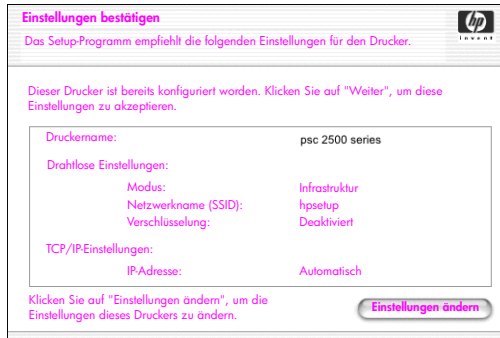 Einstellungen bestätigen
Das Setup-Programm empfiehlt die folgenden Einstellungen für den Drucker.
hp
invent
Dieser Drucker ist bereits konfiguriert worden. Klicken Sie auf "Weiter", um diese
Einstellungen zu akzeptieren.
Druckername: psc 2500 series
Drahtlose Einstellungen:
Modus: Infrastruktur
Netzwerkname (SSID): hpsetup
Verschlüsselung: Deaktiviert
TCP/IP-Einstellungen:
IP-Adresse: Automatisch
Klicken Sie auf "Einstellungen ändern", um die
Einstellungen dieses Druckers zu ändern.
Einstellungen ändern